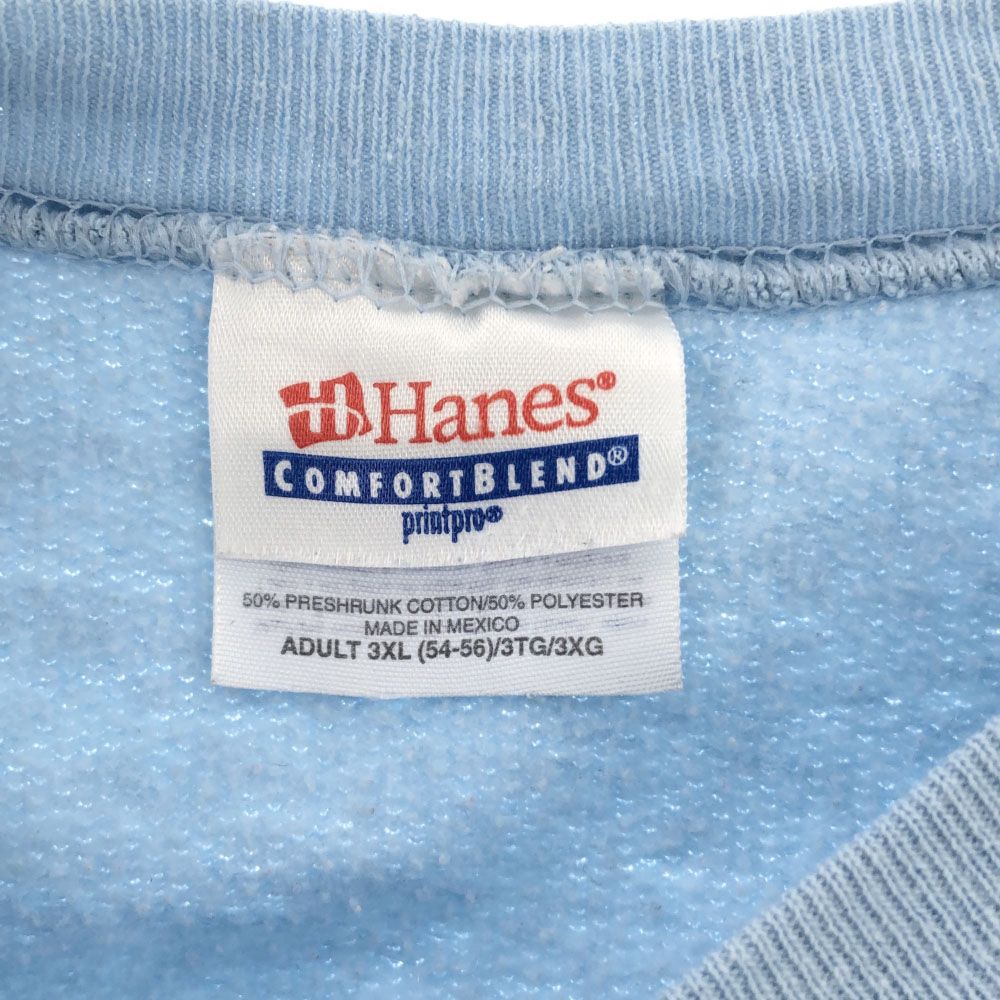 H Hanes®
COMFORTBLEND®
printpro®
50% PRESHRUNK COTTON/50% POLYESTER
MADE IN MEXICO
ADULT 3XL (54-56)/3TG/3XG